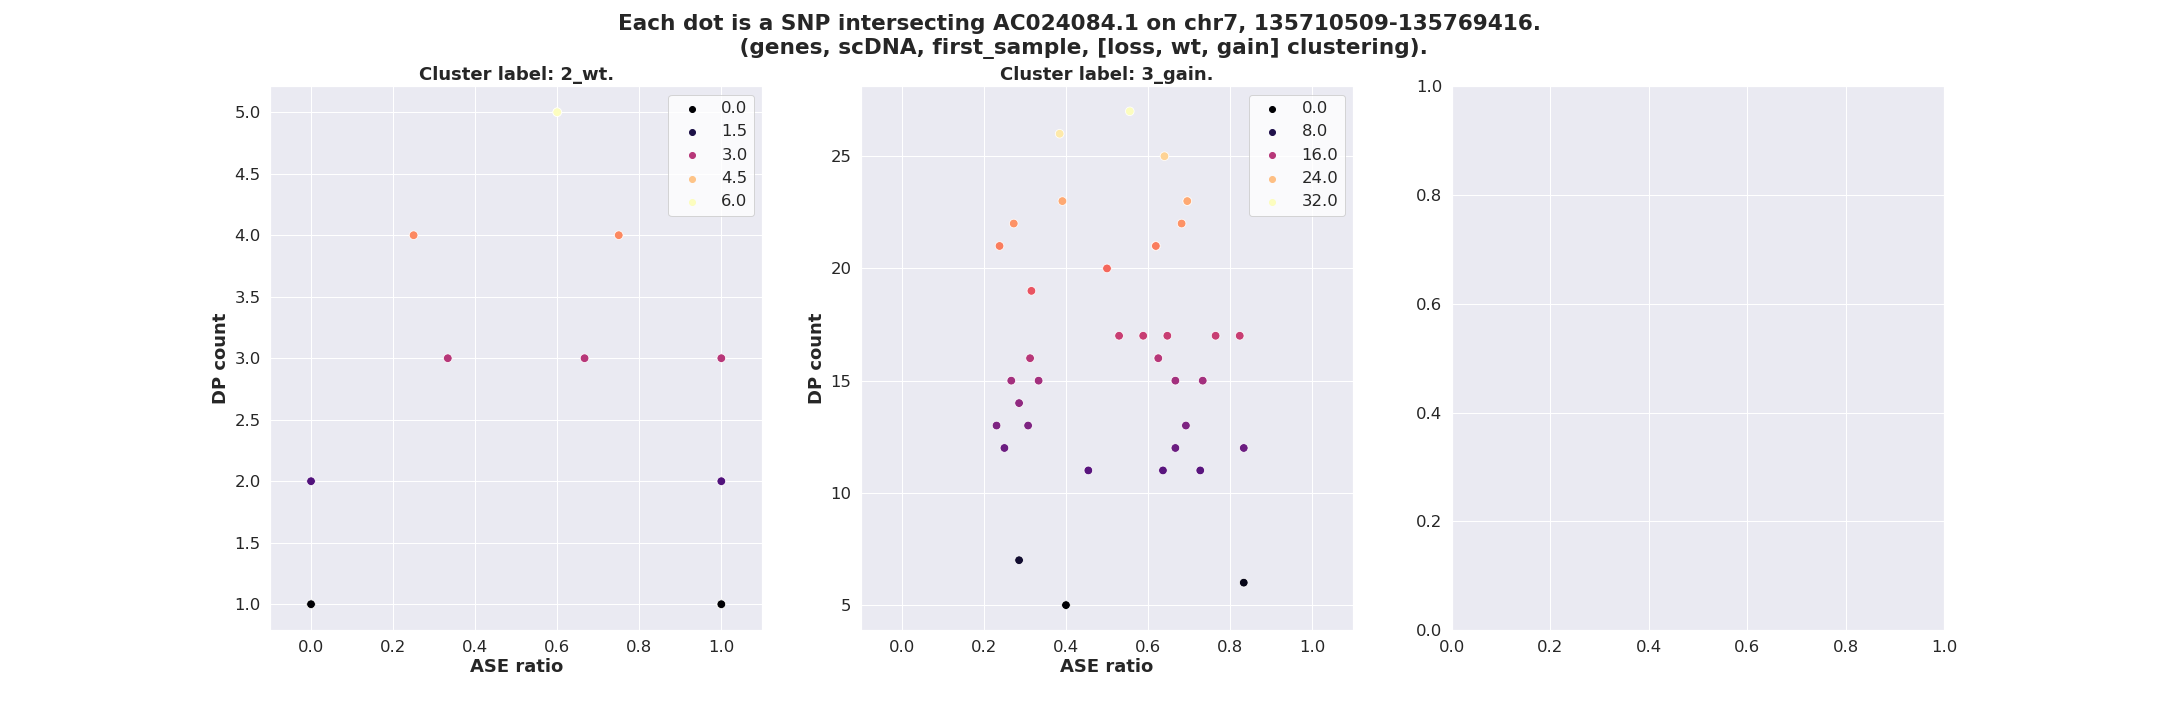 Each dot is a SNP intersecting AC024084.1 on chr7, 135710509-135769416.
(genes, scDNA, first_sample, [loss, wt, gain] clustering).
Cluster label: 2_wt.
DP count
5.0
4.5
4.0
3.5
3.0
2.5
2.0
1.5
1.0
0.0
1.5
3.0
4.5
6.0
0.0 0.2 0.4 0.6 0.8 1.0
ASE ratio
Cluster label: 3_gain.
DP count
25
20
15
10
5
0.0
8.0
16.0
24.0
32.0
0.0 0.2 0.4 0.6 0.8 1.0
ASE ratio
1.0
0.8
0.6
0.4
0.2
0.0
0.0 0.2 0.4 0.6 0.8 1.0